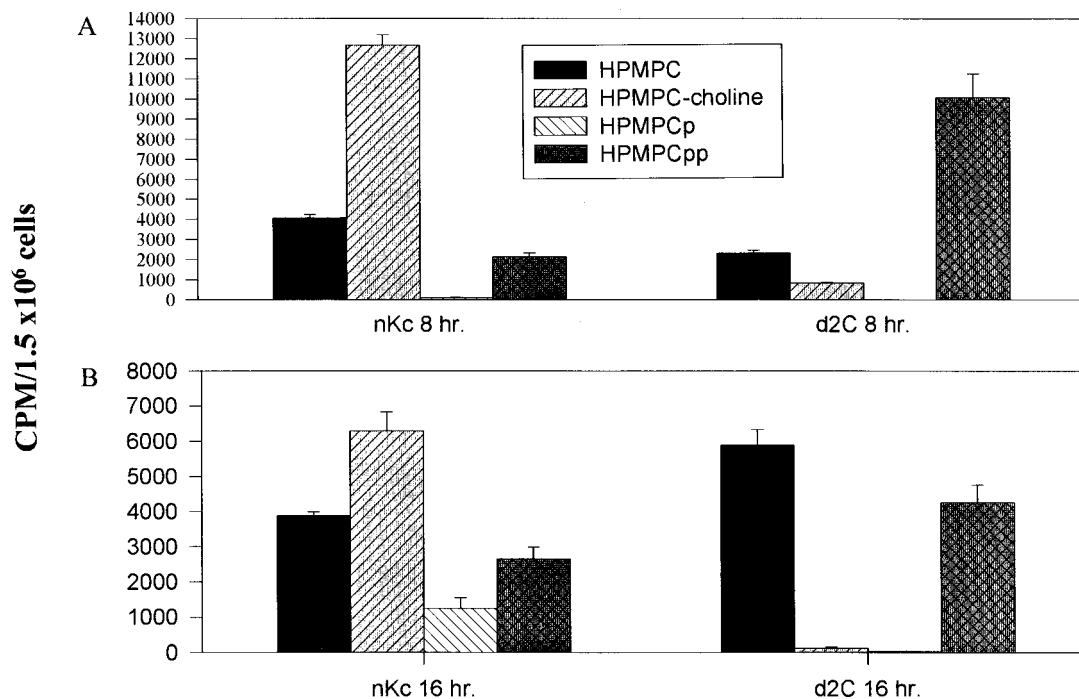 A
14000
13000
12000
11000
10000
9000
8000
7000
6000
5000
4000
3000
2000
1000
0
HPMPC
HPMPC-choline
HPMPCp
HPMPCpp
nKc 8 hr.
d2C 8 hr.
CPM/1.5 x10⁶ cells
B
8000
7000
6000
5000
4000
3000
2000
1000
0
nKc 16 hr.
d2C 16 hr.